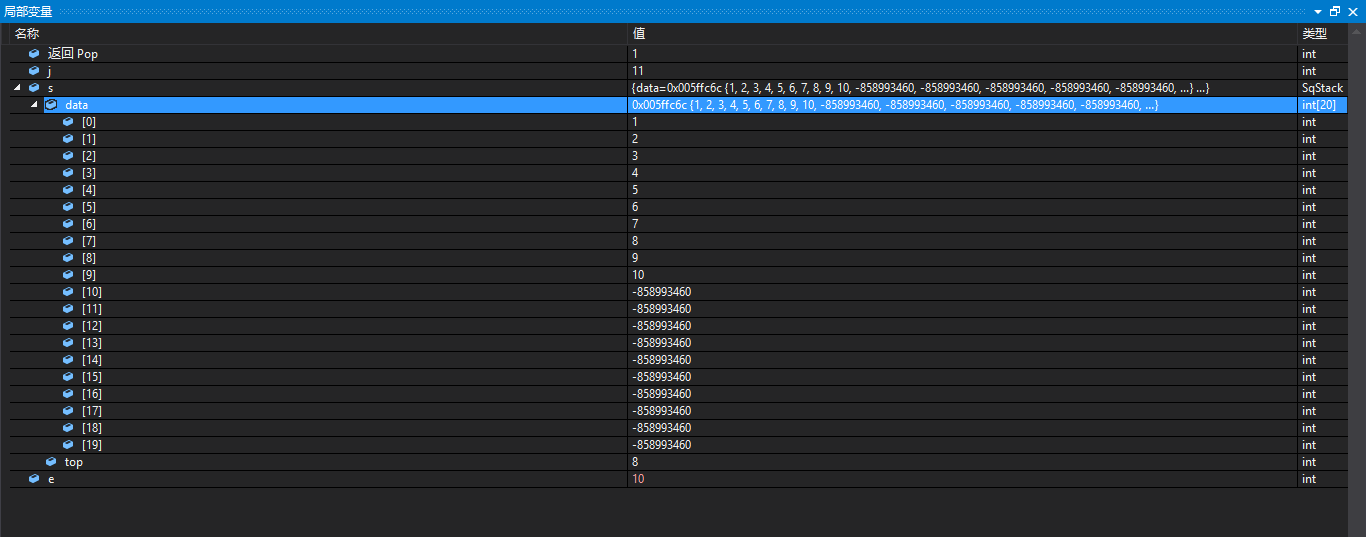 局部变量
名称 值 类型
返回 Pop 1 int
j 11 int
s {data=0x005ffc6c {1, 2, 3, 4, 5, 6, 7, 8, 9, 10, -858993460, -858993460, -858993460, -858993460, -858993460, ...} ...} SqStack
data 0x005ffc6c {1, 2, 3, 4, 5, 6, 7, 8, 9, 10, -858993460, -858993460, -858993460, -858993460, -858993460, ...} int[20]
[0] 1 int
[1] 2 int
[2] 3 int
[3] 4 int
[4] 5 int
[5] 6 int
[6] 7 int
[7] 8 int
[8] 9 int
[9] 10 int
[10] -858993460 int
[11] -858993460 int
[12] -858993460 int
[13] -858993460 int
[14] -858993460 int
[15] -858993460 int
[16] -858993460 int
[17] -858993460 int
[18] -858993460 int
[19] -858993460 int
top 8 int
e 10 int